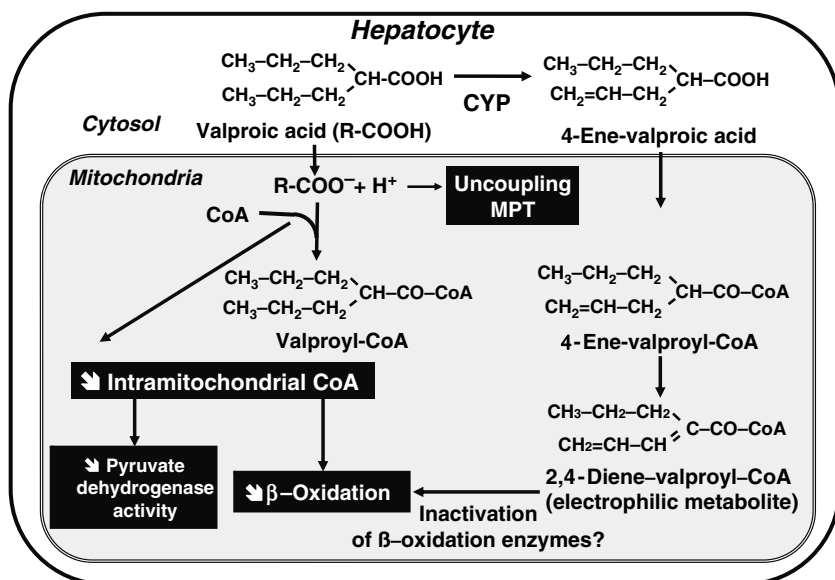 Hepatocyte
CH3–CH2–CH2
CH-COOH
CH3–CH2–CH2
CYP
CH3–CH2–CH2
CH–COOH
CH2=CH–CH2
Cytosol
Valproic acid (R-COOH)
4-Ene-valproic acid
Mitochondria
R-COO⁻ + H⁺
Uncoupling
MPT
CoA
CH3–CH2–CH2
CH–CO–CoA
CH3–CH2–CH2
Valproyl-CoA
CH3–CH2–CH2
CH–CO–CoA
CH2=CH–CH2
4-Ene-valproyl-CoA
⬊ Intramitochondrial CoA
CH3–CH2–CH2
C–CO–CoA
CH2=CH–CH
⬊ Pyruvate
dehydrogenase
activity
⬊ β–Oxidation
2,4-Diene–valproyl–CoA
(electrophilic metabolite)
Inactivation
of ß–oxidation enzymes?